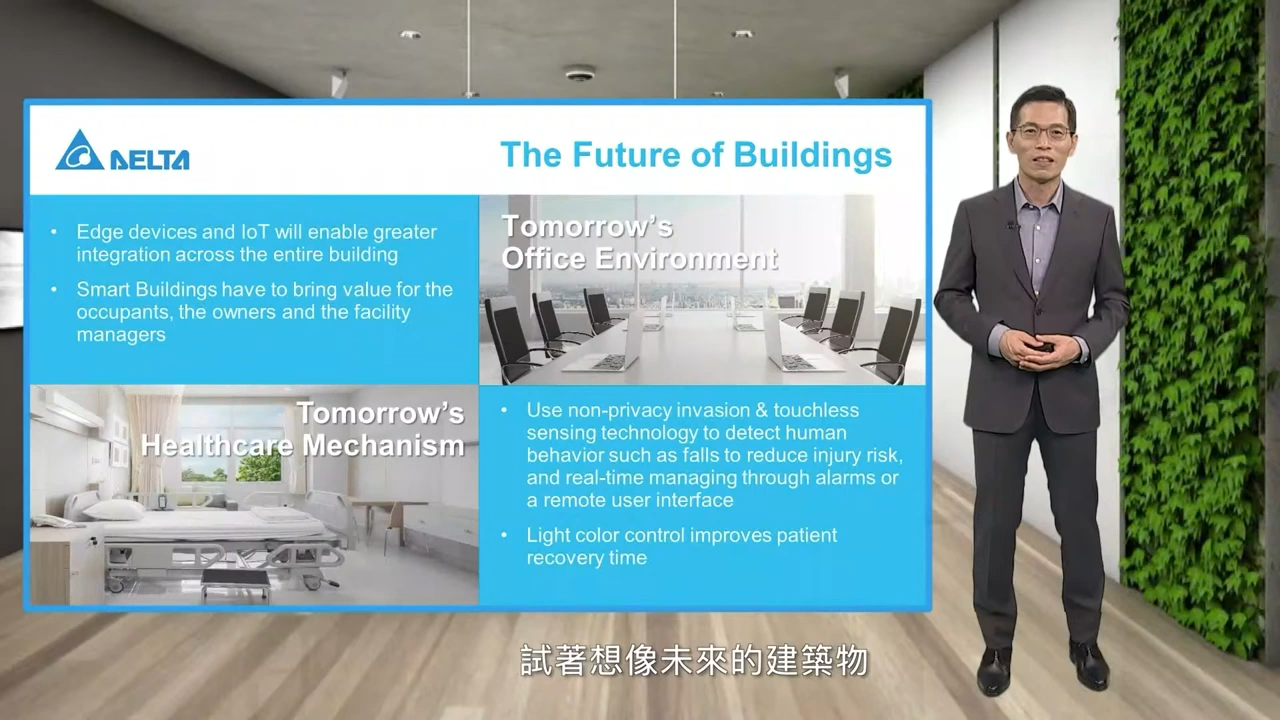 DELTA
The Future of Buildings
• Edge devices and IoT will enable greater
integration across the entire building
• Smart Buildings have to bring value for the
occupants, the owners and the facility
managers
Tomorrow's
Office Environment
Tomorrow's
Healthcare Mechanism
• Use non-privacy invasion & touchless
sensing technology to detect human
behavior such as falls to reduce injury risk,
and real-time managing through alarms or
a remote user interface
• Light color control improves patient
recovery time
試著想像未來的建築物